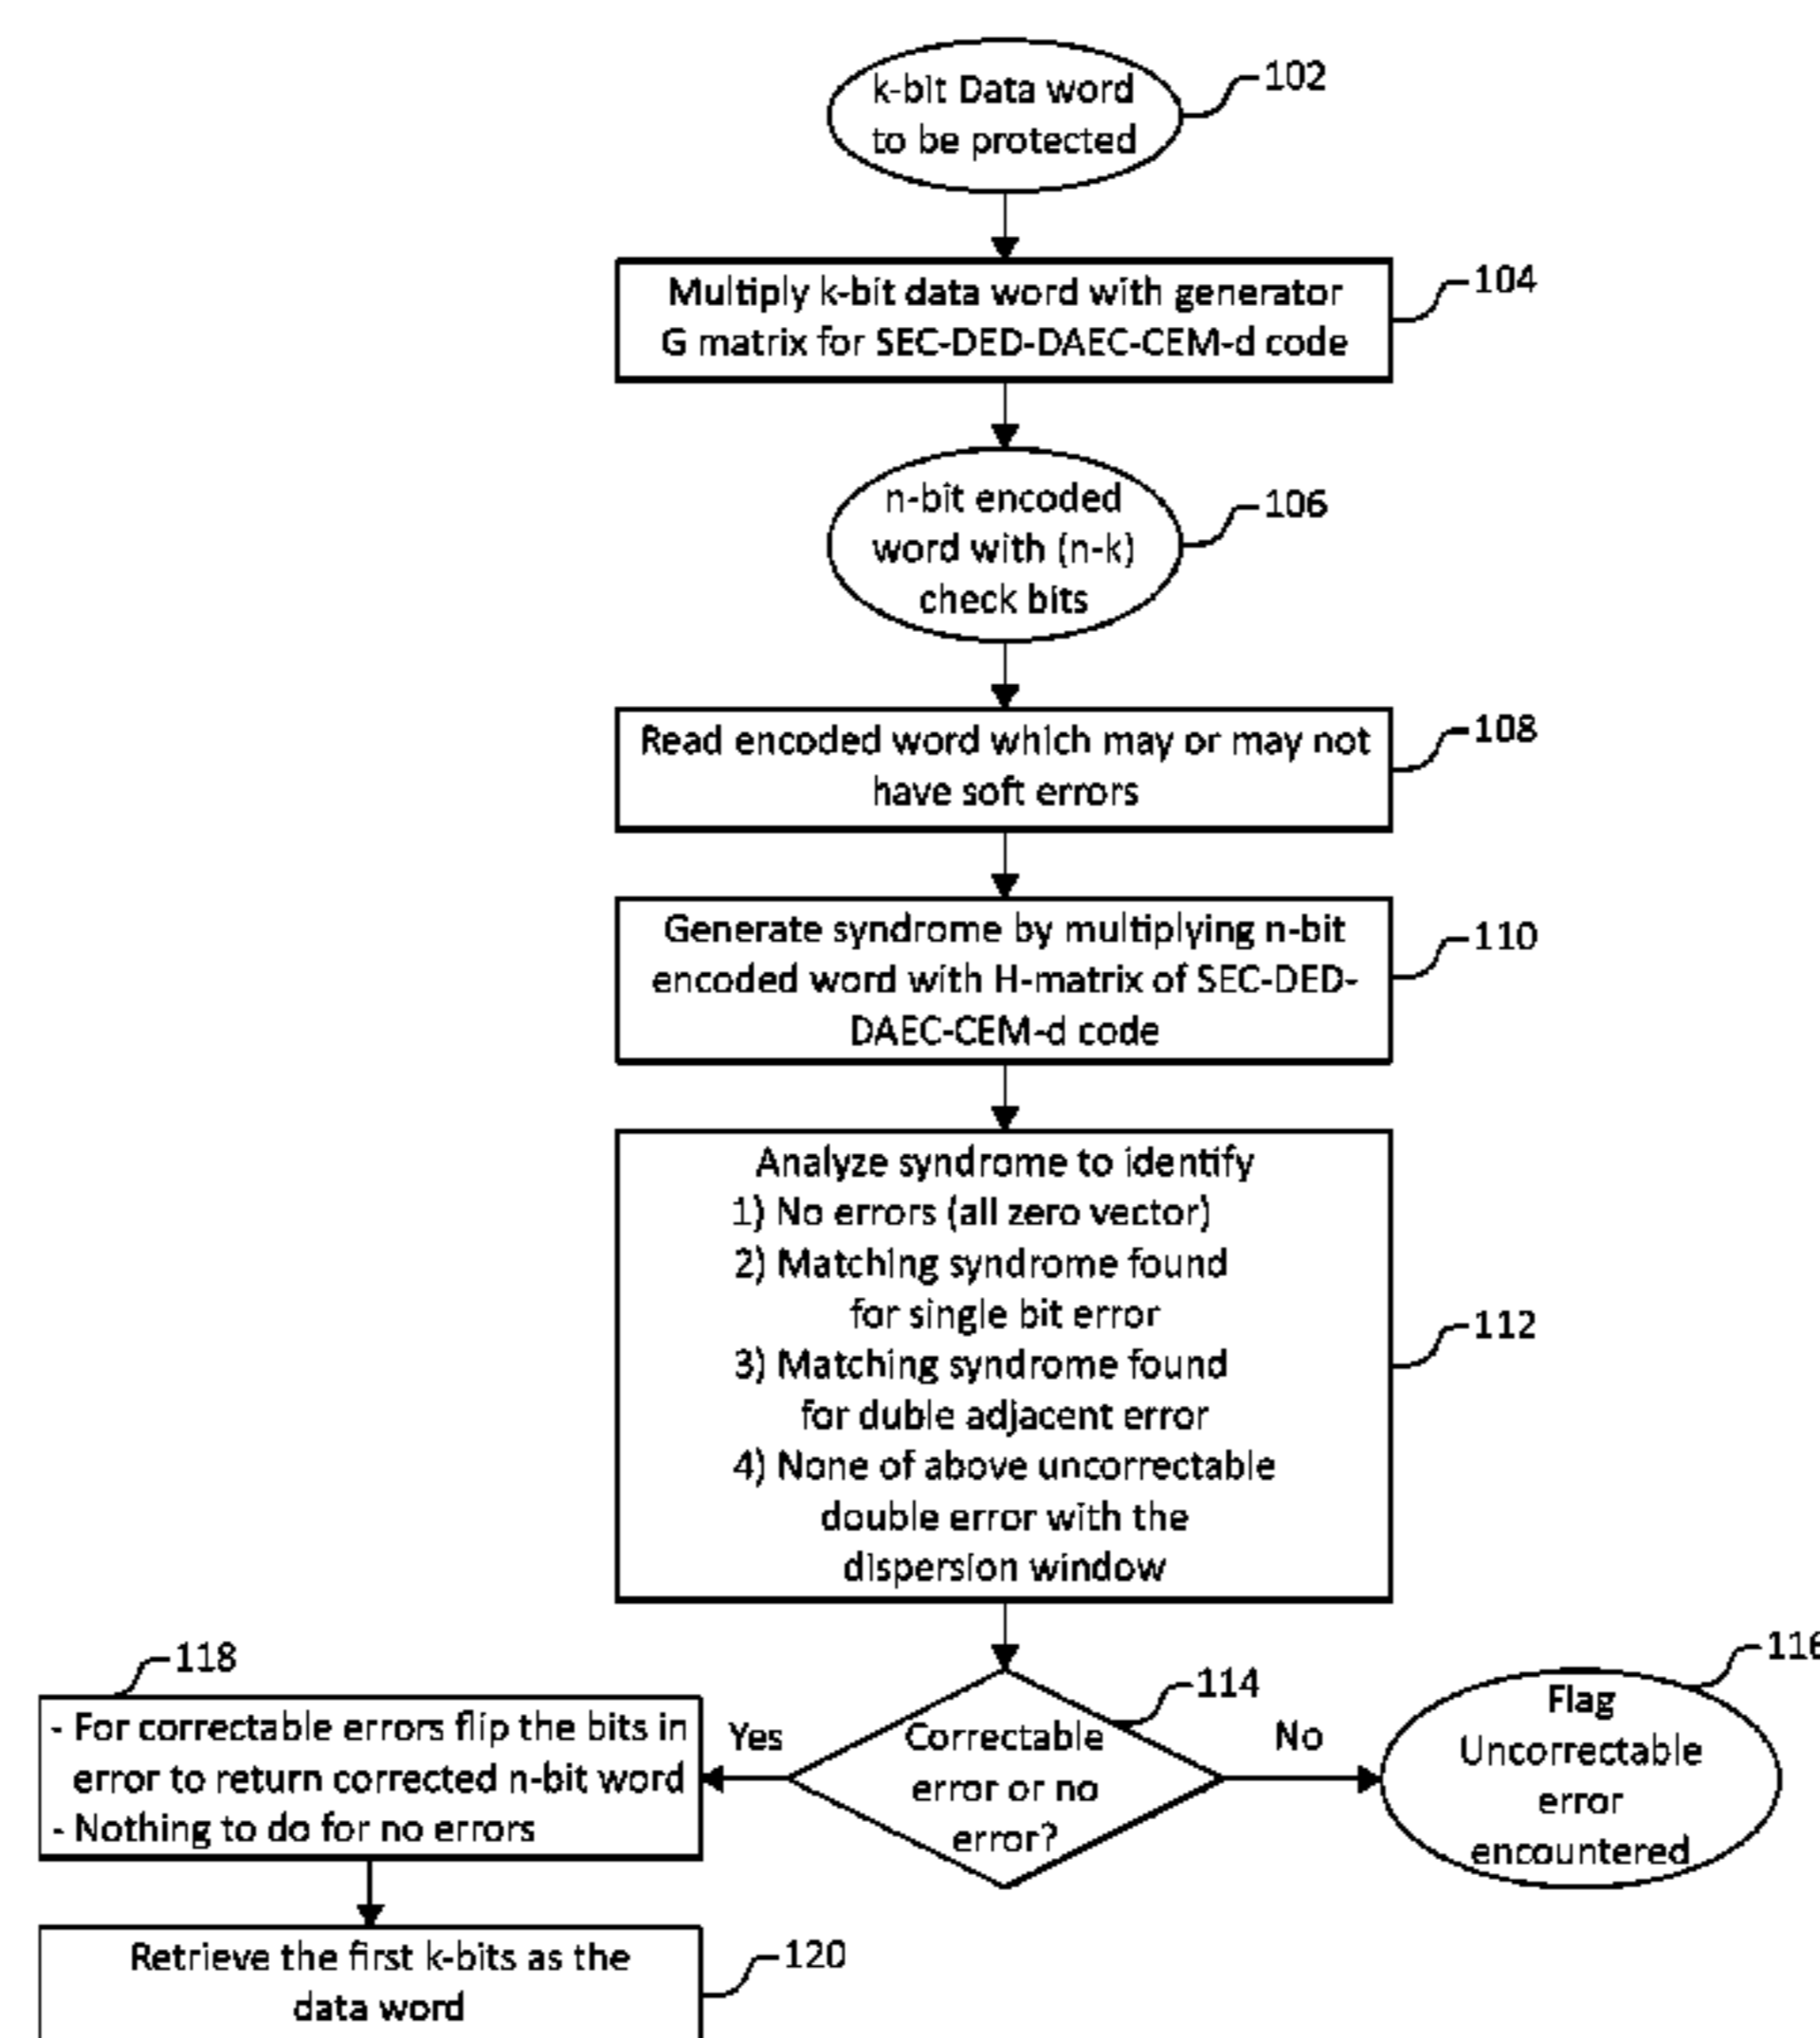 k-bit Data word
to be protected
102
Multiply k-bit data word with generator
G matrix for SEC-DED-DAEC-CEM-d code
104
n-bit encoded
word with (n-k)
check bits
106
Read encoded word which may or may not
have soft errors
108
Generate syndrome by multiplying n-bit
encoded word with H-matrix of SEC-DED-
DAEC-CEM-d code
110
Analyze syndrome to identify
1) No errors (all zero vector)
2) Matching syndrome found
for single bit error
3) Matching syndrome found
for duble adjacent error
4) None of above uncorrectable
double error with the
dispersion window
112
Correctable
error or no
error?
114
Yes
No
Flag
Uncorrectable
error
encountered
116
118
- For correctable errors flip the bits in
error to return corrected n-bit word
- Nothing to do for no errors
Retrieve the first k-bits as the
data word
120